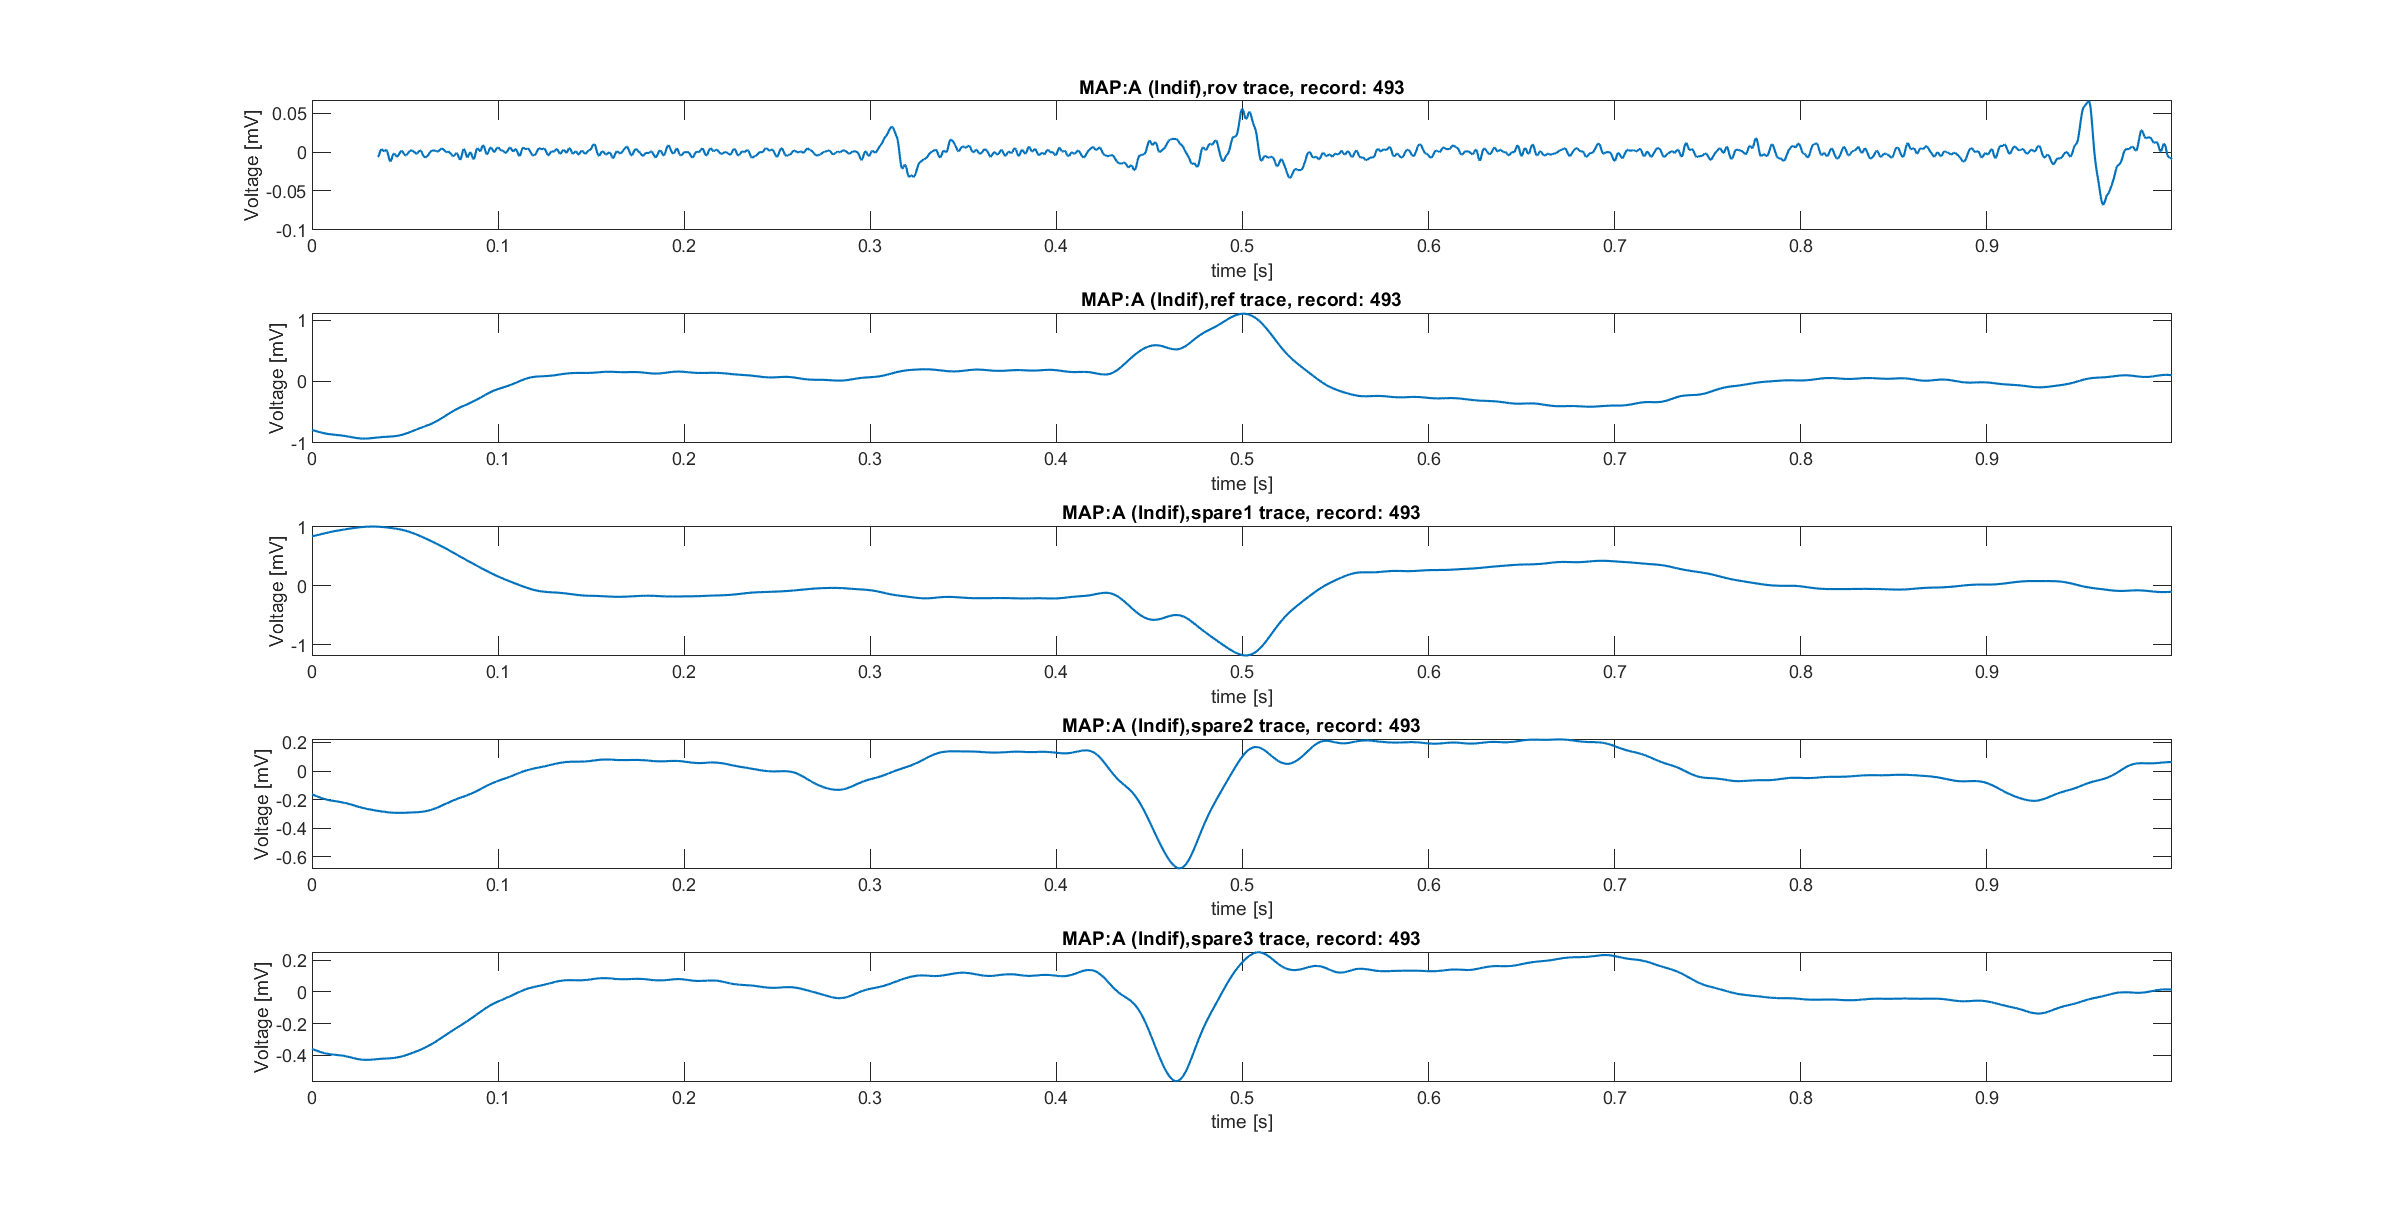 MAP:A (Indif),rov trace, record: 493
Voltage [mV]
0.05
0
-0.05
-0.1
0 0.1 0.2 0.3 0.4 0.5 0.6 0.7 0.8 0.9
time [s]
MAP:A (Indif),ref trace, record: 493
Voltage [mV]
1
0
-1
0 0.1 0.2 0.3 0.4 0.5 0.6 0.7 0.8 0.9
time [s]
MAP:A (Indif),spare1 trace, record: 493
Voltage [mV]
1
0
-1
0 0.1 0.2 0.3 0.4 0.5 0.6 0.7 0.8 0.9
time [s]
MAP:A (Indif),spare2 trace, record: 493
Voltage [mV]
0.2
0
-0.2
-0.4
-0.6
0 0.1 0.2 0.3 0.4 0.5 0.6 0.7 0.8 0.9
time [s]
MAP:A (Indif),spare3 trace, record: 493
Voltage [mV]
0.2
0
-0.2
-0.4
0 0.1 0.2 0.3 0.4 0.5 0.6 0.7 0.8 0.9
time [s]